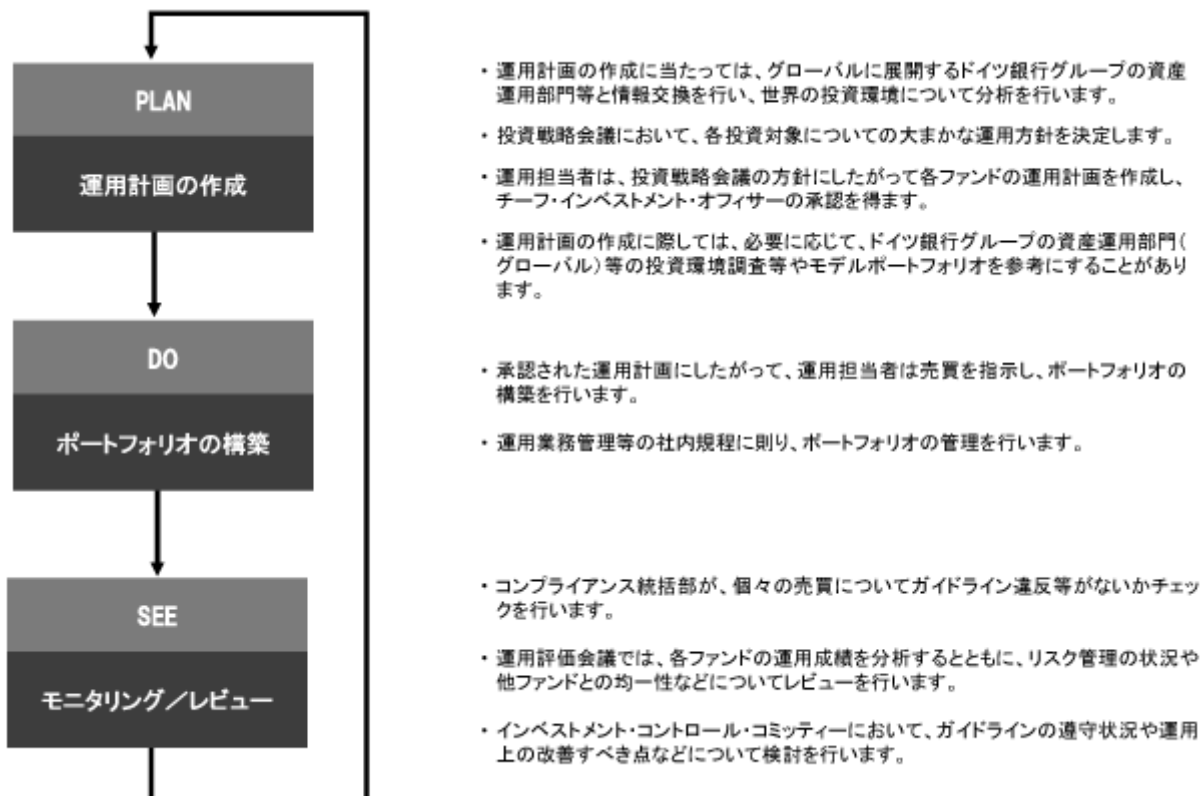 PLAN
運用計画の作成
・運用計画の作成に当たっては、グローバルに展開するドイツ銀行グループの資産
運用部門等と情報交換を行い、世界の投資環境について分析を行います。
・投資戦略会議において、各投資対象についての大まかな運用方針を決定します。
・運用担当者は、投資戦略会議の方針にしたがって各ファンドの運用計画を作成し、
チーフ・インベストメント・オフィサーの承認を得ます。
・運用計画の作成に際しては、必要に応じて、ドイツ銀行グループの資産運用部門(
グローバル)等の投資環境調査等やモデルポートフォリオを参考にすることがあり
ます。
DO
ポートフォリオの構築
・承認された運用計画にしたがって、運用担当者は売買を指示し、ポートフォリオの
構築を行います。
・運用業務管理等の社内規程に則り、ポートフォリオの管理を行います。
SEE
モニタリング／レビュー
・コンプライアンス統括部が、個々の売買についてガイドライン違反等がないかチェッ
クを行います。
・運用評価会議では、各ファンドの運用成績を分析するとともに、リスク管理の状況や
他ファンドとの均一性などについてレビューを行います。
・インベストメント・コントロール・コミッティーにおいて、ガイドラインの遵守状況や運用
上の改善すべき点などについて検討を行います。